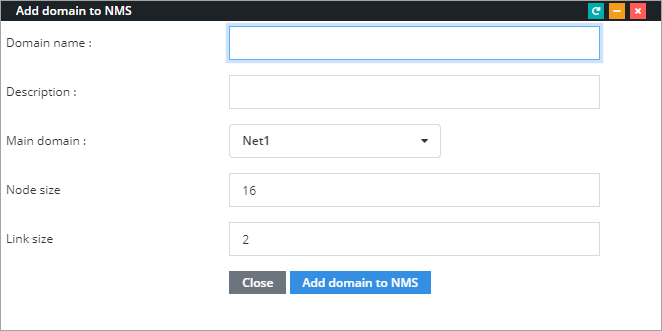 Add domain to NMS
Domain name :
Description :
Main domain :
Net1
Node size
16
Link size
2
Close
Add domain to NMS